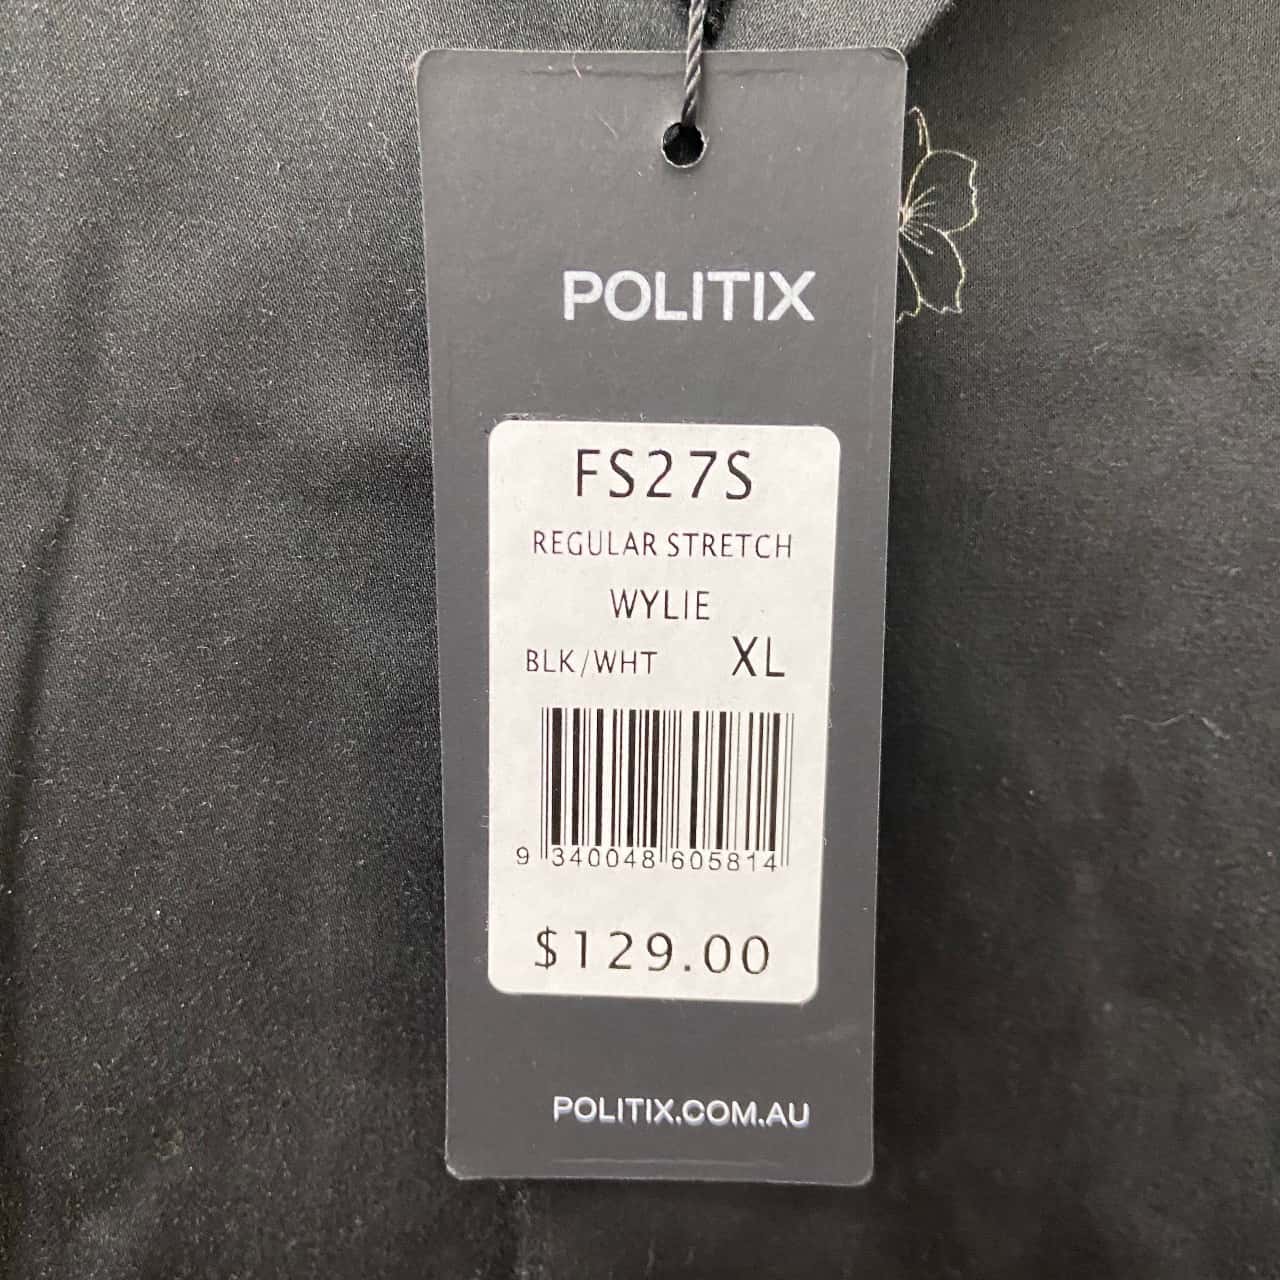 POLITIX
FS27S
REGULAR STRETCH
WYLIE
BLK/WHT XL
9 340048 605814
$129.00
POLITIX.COM.AU